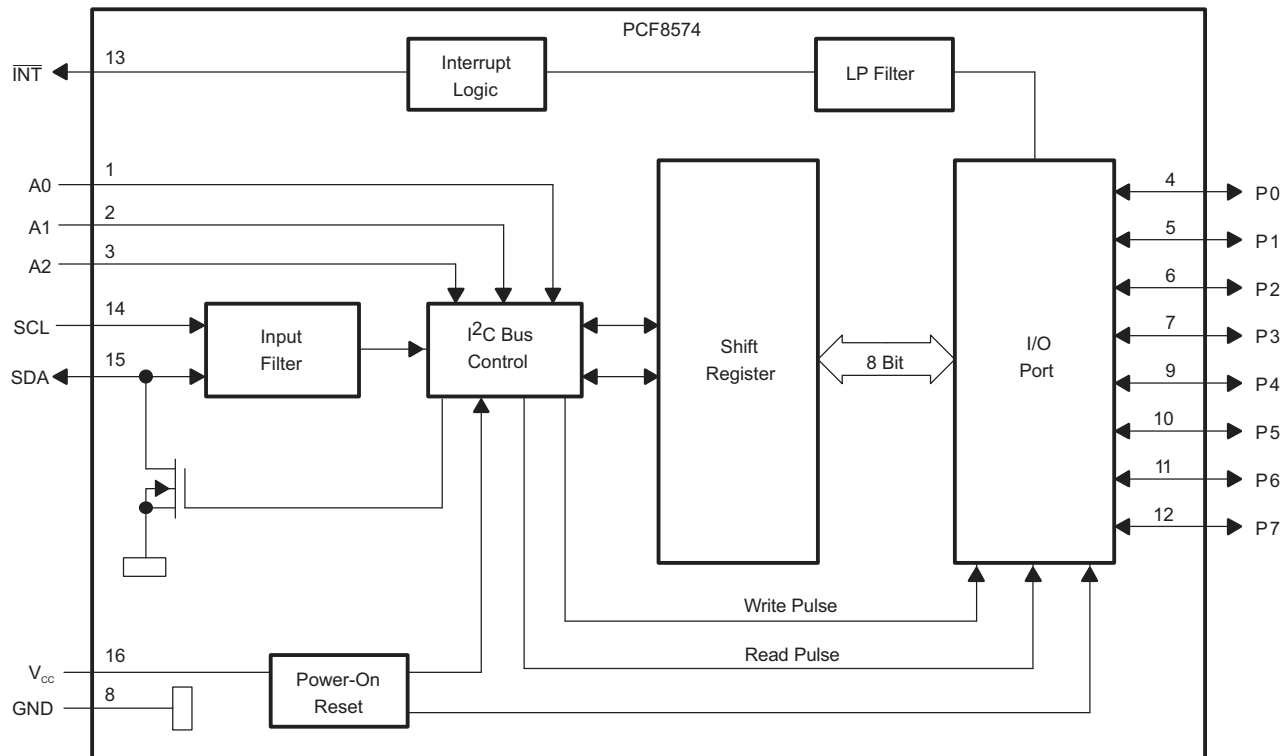 PCF8574
INT
13
Interrupt
Logic
LP Filter
A0
1
A1
2
A2
3
SCL
14
SDA
15
Input
Filter
I²C Bus
Control
Shift
Register
8 Bit
I/O
Port
4
P0
5
P1
6
P2
7
P3
9
P4
10
P5
11
P6
12
P7
Write Pulse
Read Pulse
Vcc
16
GND
8
Power-On
Reset